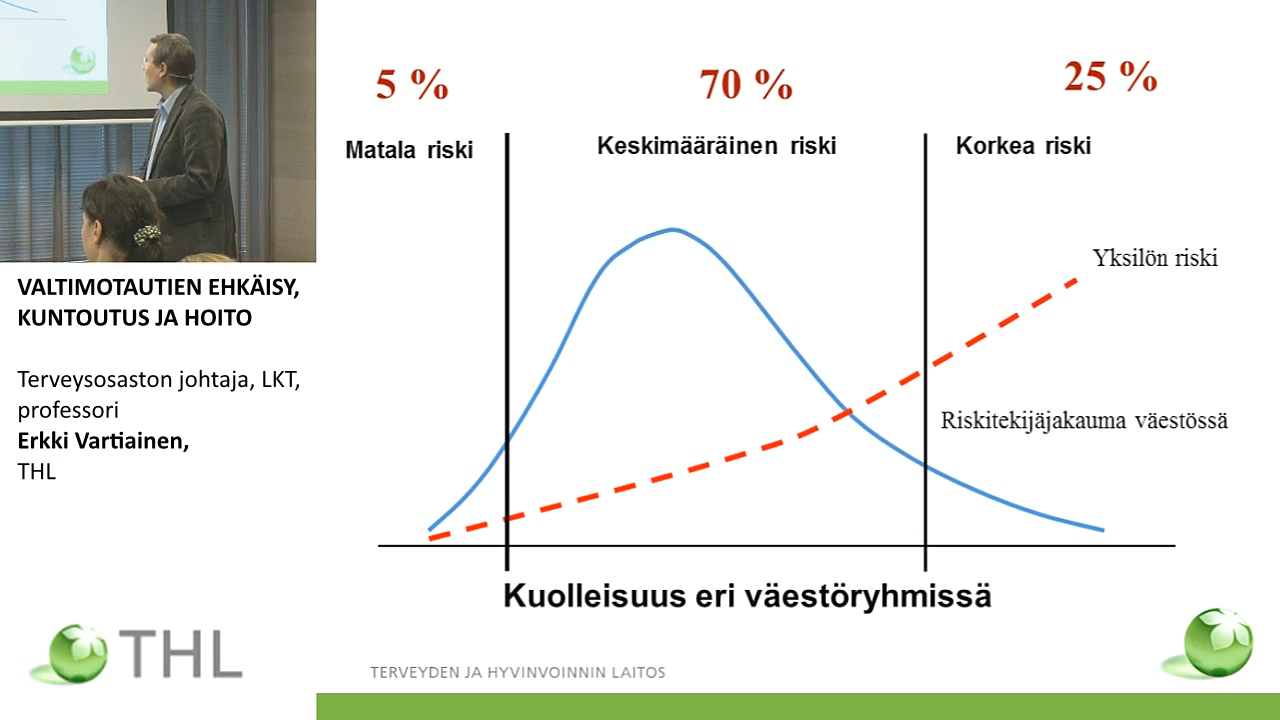 5 %
70 %
25 %
Matala riski
Keskimääräinen riski
Korkea riski
Yksilön riski
Riskitekijäjakauma väestössä
Kuolleisuus eri väestöryhmissä
VALTIMOTAUTIEN EHKÄISY,
KUNTOUTUS JA HOITO
Terveysosaston johtaja, LKT,
professori
Erkki Vartiainen,
THL
THL
TERVEYDEN JA HYVINVOINNIN LAITOS